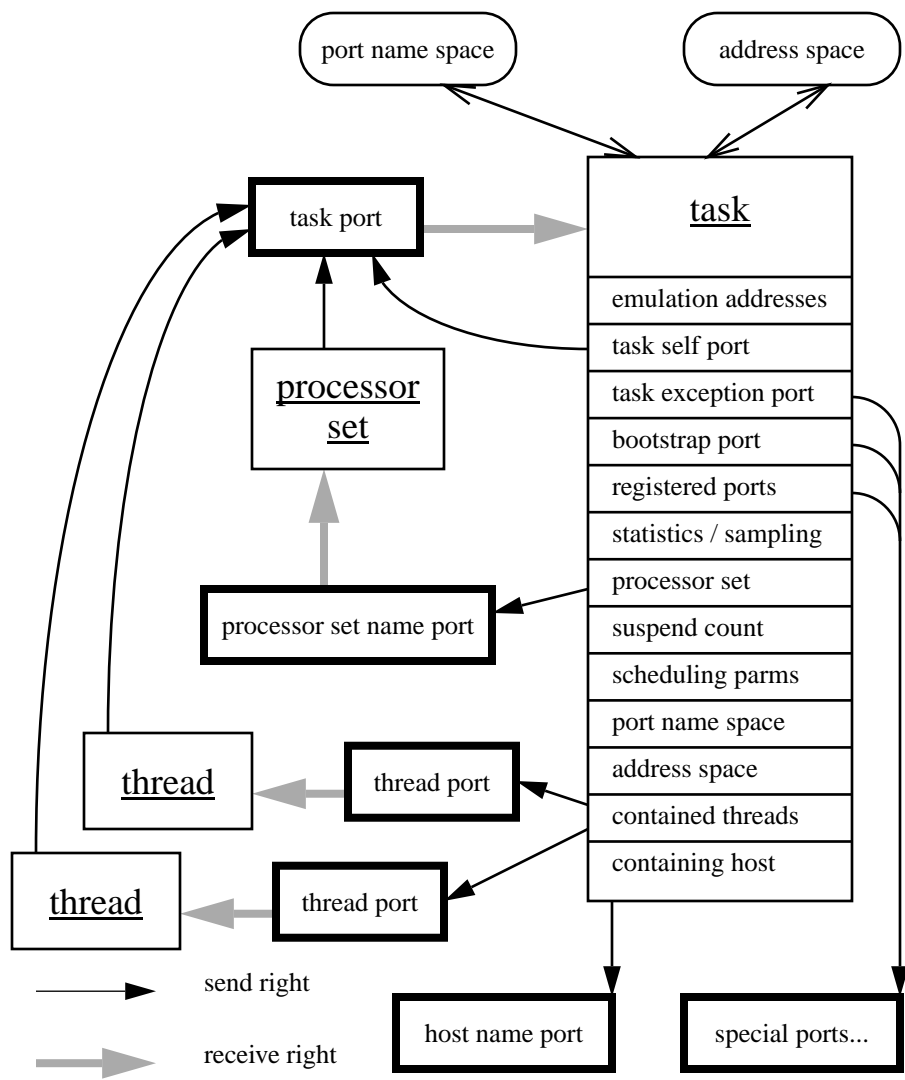 port name space
address space
task port
task
emulation addresses
task self port
task exception port
bootstrap port
registered ports
statistics / sampling
processor set
suspend count
scheduling parms
port name space
address space
contained threads
containing host
processor
set
processor set name port
thread
thread port
thread
thread port
send right
receive right
host name port
special ports...